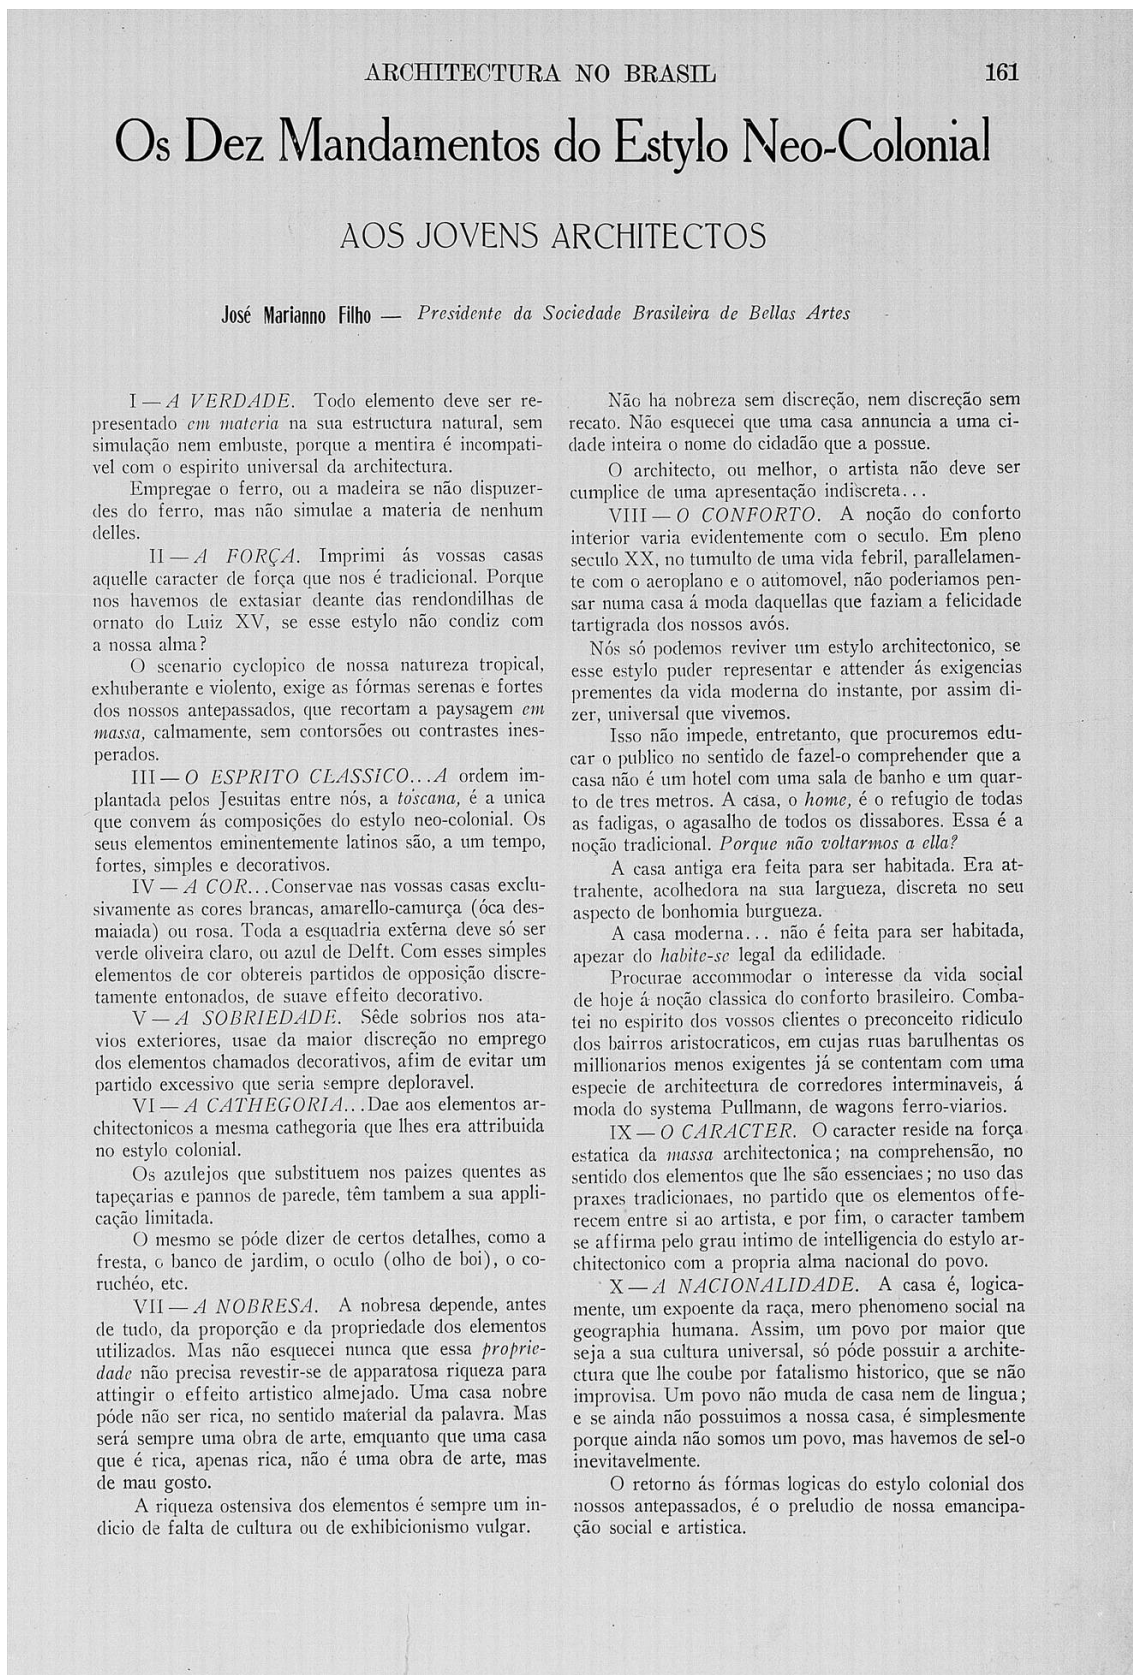 ARCHITECTURA NO BRASIL 161
Os Dez Mandamentos do Estylo Neo-Colonial
AOS JOVENS ARCHITECTOS
José Marianno Filho — Presidente da Sociedade Brasileira de Bellas Artes
I — A VERDADE. Todo elemento deve ser re-
presentado em materia na sua estructura natural, sem
simulação nem embuste, porque a mentira é incompati-
vel com o espirito universal da architectura.
Empregae o ferro, ou a madeira se não dispuzer-
des do ferro, mas não simulae a materia de nenhum
delles.
II — A FORÇA. Imprimi ás vossas casas
aquelle caracter de força que nos é tradicional. Porque
nos havemos de extasiar deante das rendondilhas de
ornato do Luiz XV, se esse estylo não condiz com
a nossa alma?
O scenario cyclopico de nossa natureza tropical,
exhuberante e violento, exige as fórmas serenas e fortes
dos nossos antepassados, que recortam a paysagem em
massa, calmamente, sem contorsões ou contrastes ines-
perados.
III — O ESPRITO CLASSICO...A ordem im-
plantada pelos Jesuitas entre nós, a toscana, é a unica
que convem ás composições do estylo neo-colonial. Os
seus elementos eminentemente latinos são, a um tempo,
fortes, simples e decorativos.
IV — A COR...Conservae nas vossas casas exclu-
sivamente as cores brancas, amarello-camurça (óca des-
maiada) ou rosa. Toda a esquadria externa deve só ser
verde oliveira claro, ou azul de Delft. Com esses simples
elementos de cor obtereis partidos de opposição discre-
tamente entonados, de suave effeito decorativo.
V — A SOBRIEDADE. Sêde sobrios nos ata-
vios exteriores, usae da maior discreção no emprego
dos elementos chamados decorativos, afim de evitar um
partido excessivo que seria sempre deploravel.
VI — A CATHEGORIA...Dae aos elementos ar-
chitectonicos a mesma cathegoria que lhes era attribuida
no estylo colonial.
Os azulejos que substituem nos paizes quentes as
tapeçarias e pannos de parede, têm tambem a sua appli-
cação limitada.
O mesmo se póde dizer de certos detalhes, como a
fresta, o banco de jardim, o oculo (olho de boi), o co-
ruchéo, etc.
VII — A NOBRESA. A nobresa depende, antes
de tudo, da proporção e da propriedade dos elementos
utilizados. Mas não esquecei nunca que essa proprie-
dade não precisa revestir-se de apparatosa riqueza para
attingir o effeito artistico almejado. Uma casa nobre
póde não ser rica, no sentido material da palavra. Mas
será sempre uma obra de arte, emquanto que uma casa
que é rica, apenas rica, não é uma obra de arte, mas
de mau gosto.
A riqueza ostensiva dos elementos é sempre um in-
dicio de falta de cultura ou de exhibicionismo vulgar.
Não ha nobreza sem discreção, nem discreção sem
recato. Não esquecei que uma casa annuncia a uma ci-
dade inteira o nome do cidadão que a possue.
O architecto, ou melhor, o artista não deve ser
cumplice de uma apresentação indiscreta...
VIII — O CONFORTO. A noção do conforto
interior varia evidentemente com o seculo. Em pleno
seculo XX, no tumulto de uma vida febril, parallelamen-
te com o aeroplano e o automovel, não poderiamos pen-
sar numa casa á moda daquellas que faziam a felicidade
tartigrada dos nossos avós.
Nós só podemos reviver um estylo architectonico, se
esse estylo puder representar e attender ás exigencias
prementes da vida moderna do instante, por assim di-
zer, universal que vivemos.
Isso não impede, entretanto, que procuremos edu-
car o publico no sentido de fazel-o comprehender que a
casa não é um hotel com uma sala de banho e um quar-
to de tres metros. A casa, o home, é o refugio de todas
as fadigas, o agasalho de todos os dissabores. Essa é a
noção tradicional. Porque não voltarmos a ella?
A casa antiga era feita para ser habitada. Era at-
trahente, acolhedora na sua largueza, discreta no seu
aspecto de bonhomia burgueza.
A casa moderna... não é feita para ser habitada,
apezar do habite-se legal da edilidade.
Procurae accommodar o interesse da vida social
de hoje á noção classica do conforto brasileiro. Comba-
tei no espirito dos vossos clientes o preconceito ridiculo
dos bairros aristocraticos, em cujas ruas barulhentas os
millionarios menos exigentes já se contentam com uma
especie de architectura de corredores interminaveis, á
moda do systema Pullmann, de wagons ferro-viarios.
IX — O CARACTER. O caracter reside na força
estatica da massa architectonica; na comprehensão, no
sentido dos elementos que lhe são essenciaes; no uso das
praxes tradicionaes, no partido que os elementos offe-
recem entre si ao artista, e por fim, o caracter tambem
se affirma pelo grau intimo de intelligencia do estylo ar-
chitectonico com a propria alma nacional do povo.
X — A NACIONALIDADE. A casa é, logica-
mente, um expoente da raça, mero phenomeno social na
geographia humana. Assim, um povo por maior que
seja a sua cultura universal, só póde possuir a archite-
ctura que lhe coube por fatalismo historico, que se não
improvisa. Um povo não muda de casa nem de lingua;
e se ainda não possuimos a nossa casa, é simplesmente
porque ainda não somos um povo, mas havemos de sel-o
inevitavelmente.
O retorno ás fórmas logicas do estylo colonial dos
nossos antepassados, é o preludio de nossa emancipa-
ção social e artistica.